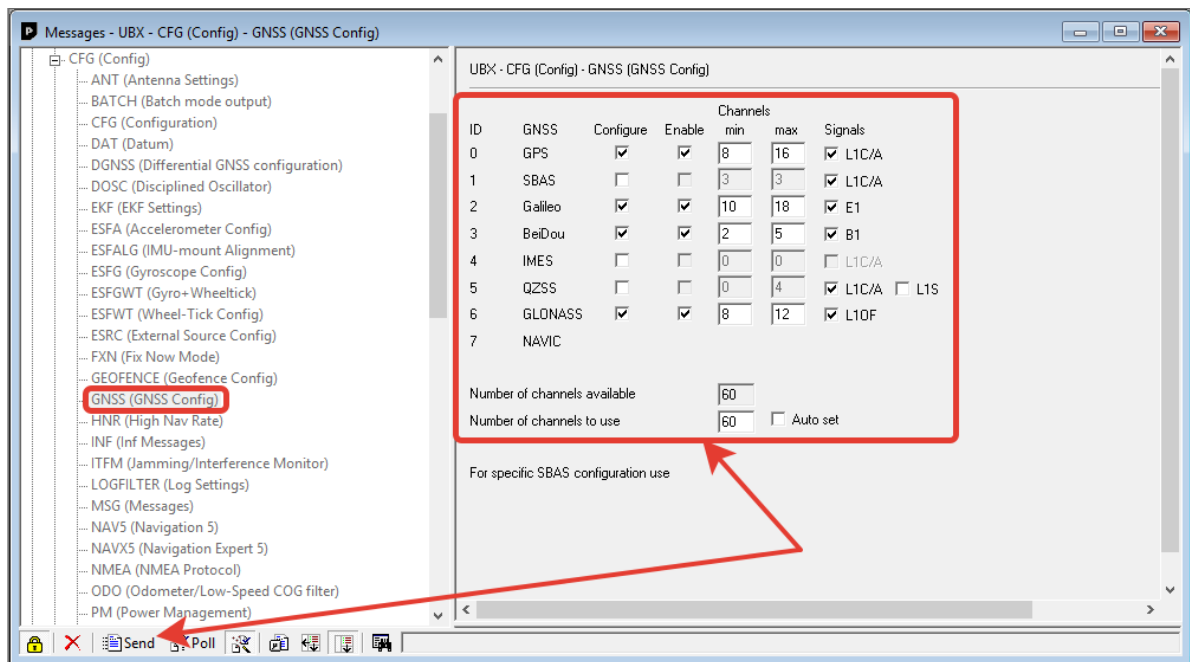 Messages - UBX - CFG (Config) - GNSS (GNSS Config)
CFG (Config)
ANT (Antenna Settings)
BATCH (Batch mode output)
CFG (Configuration)
DAT (Datum)
DGNSS (Differential GNSS configuration)
DOSC (Disciplined Oscillator)
EKF (EKF Settings)
ESFA (Accelerometer Config)
ESFALG (IMU-mount Alignment)
ESFG (Gyroscope Config)
ESFGWT (Gyro+Wheeltick)
ESFWT (Wheel-Tick Config)
ESRC (External Source Config)
FXN (Fix Now Mode)
GEOFENCE (Geofence Config)
GNSS (GNSS Config)
HNR (High Nav Rate)
INF (Inf Messages)
ITFM (Jamming/Interference Monitor)
LOGFILTER (Log Settings)
MSG (Messages)
NAV5 (Navigation 5)
NAVX5 (Navigation Expert 5)
NMEA (NMEA Protocol)
ODO (Odometer/Low-Speed COG filter)
PM (Power Management)
UBX - CFG (Config) - GNSS (GNSS Config)
Channels
ID GNSS Configure Enable min max Signals
0 GPS 8 16 L1C/A
1 SBAS 3 3 L1C/A
2 Galileo 10 18 E1
3 BeiDou 2 5 B1
4 IMES 0 0 L1C/A
5 QZSS 0 4 L1C/A L1S
6 GLONASS 8 12 L1OF
7 NAVIC
Number of channels available 60
Number of channels to use 60 Auto set
For specific SBAS configuration use
Send Poll